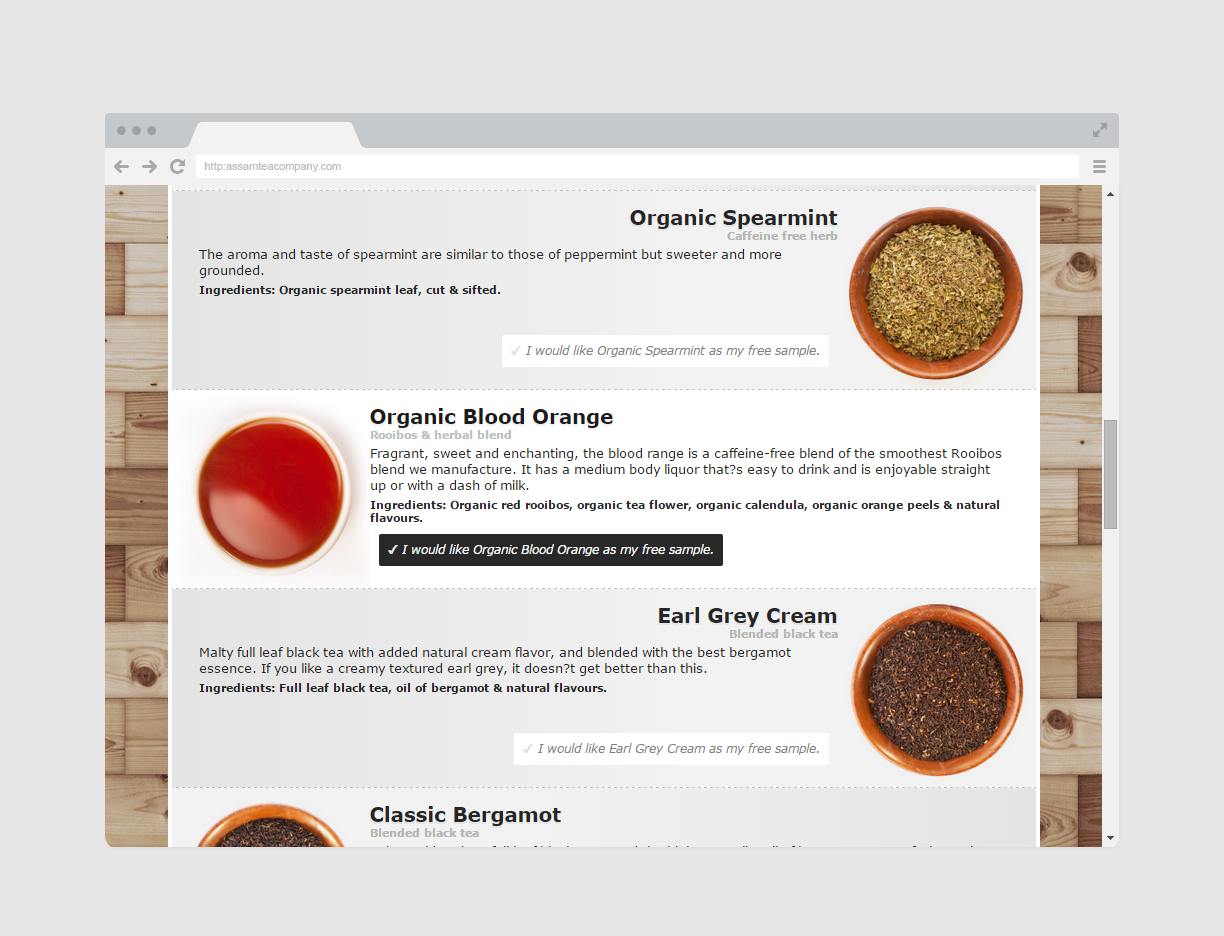 http:assamteacompany.com
Organic Spearmint
Caffeine free herb
The aroma and taste of spearmint are similar to those of peppermint but sweeter and more
grounded.
Ingredients: Organic spearmint leaf, cut & sifted.
✓ I would like Organic Spearmint as my free sample.
Organic Blood Orange
Rooibos & herbal blend
Fragrant, sweet and enchanting, the blood range is a caffeine-free blend of the smoothest Rooibos
blend we manufacture. It has a medium body liquor that?s easy to drink and is enjoyable straight
up or with a dash of milk.
Ingredients: Organic red rooibos, organic tea flower, organic calendula, organic orange peels & natural
flavours.
✓ I would like Organic Blood Orange as my free sample.
Earl Grey Cream
Blended black tea
Malty full leaf black tea with added natural cream flavor, and blended with the best bergamot
essence. If you like a creamy textured earl grey, it doesn?t get better than this.
Ingredients: Full leaf black tea, oil of bergamot & natural flavours.
✓ I would like Earl Grey Cream as my free sample.
Classic Bergamot
Blended black tea